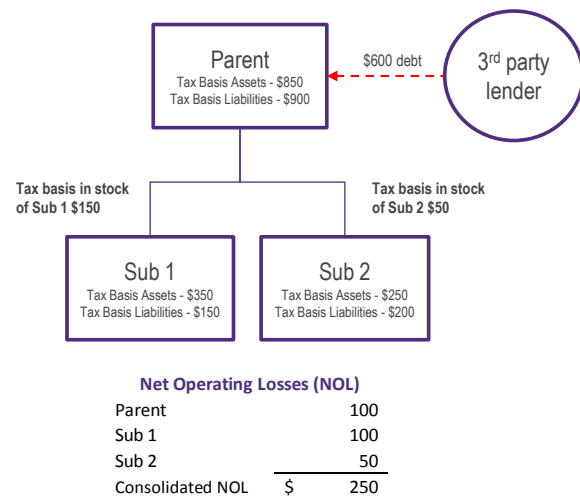 Parent
Tax Basis Assets - $850
Tax Basis Liabilities - $900
$600 debt
3rd party
lender
Tax basis in stock
of Sub 1 $150
Tax basis in stock
of Sub 2 $50
Sub 1
Tax Basis Assets - $350
Tax Basis Liabilities - $150
Sub 2
Tax Basis Assets - $250
Tax Basis Liabilities - $200
Net Operating Losses (NOL)
Parent 100
Sub 1 100
Sub 2 50
Consolidated NOL $ 250